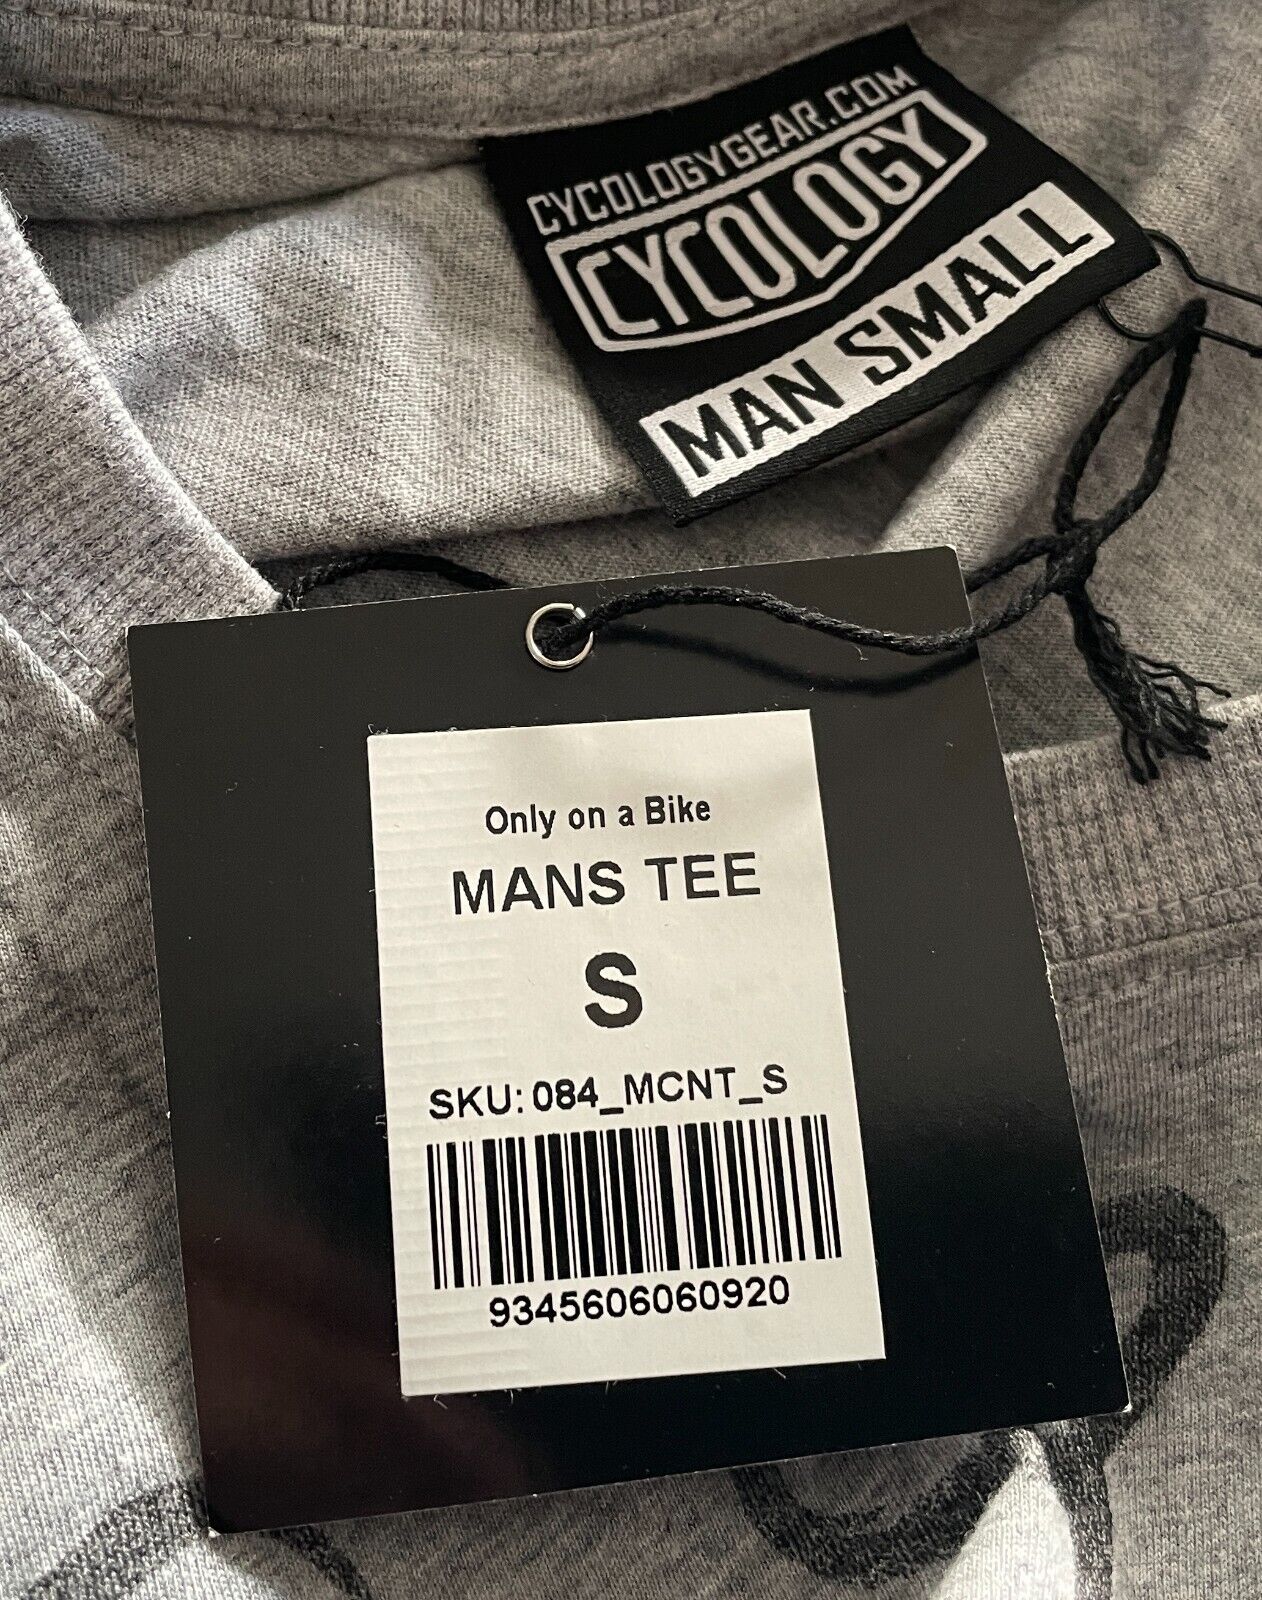 CYCOLOGYGEAR.COM
CYCOLOGY
MAN SMALL
Only on a Bike
MANS TEE
S
SKU: 084_MCNT_S
9345606060920